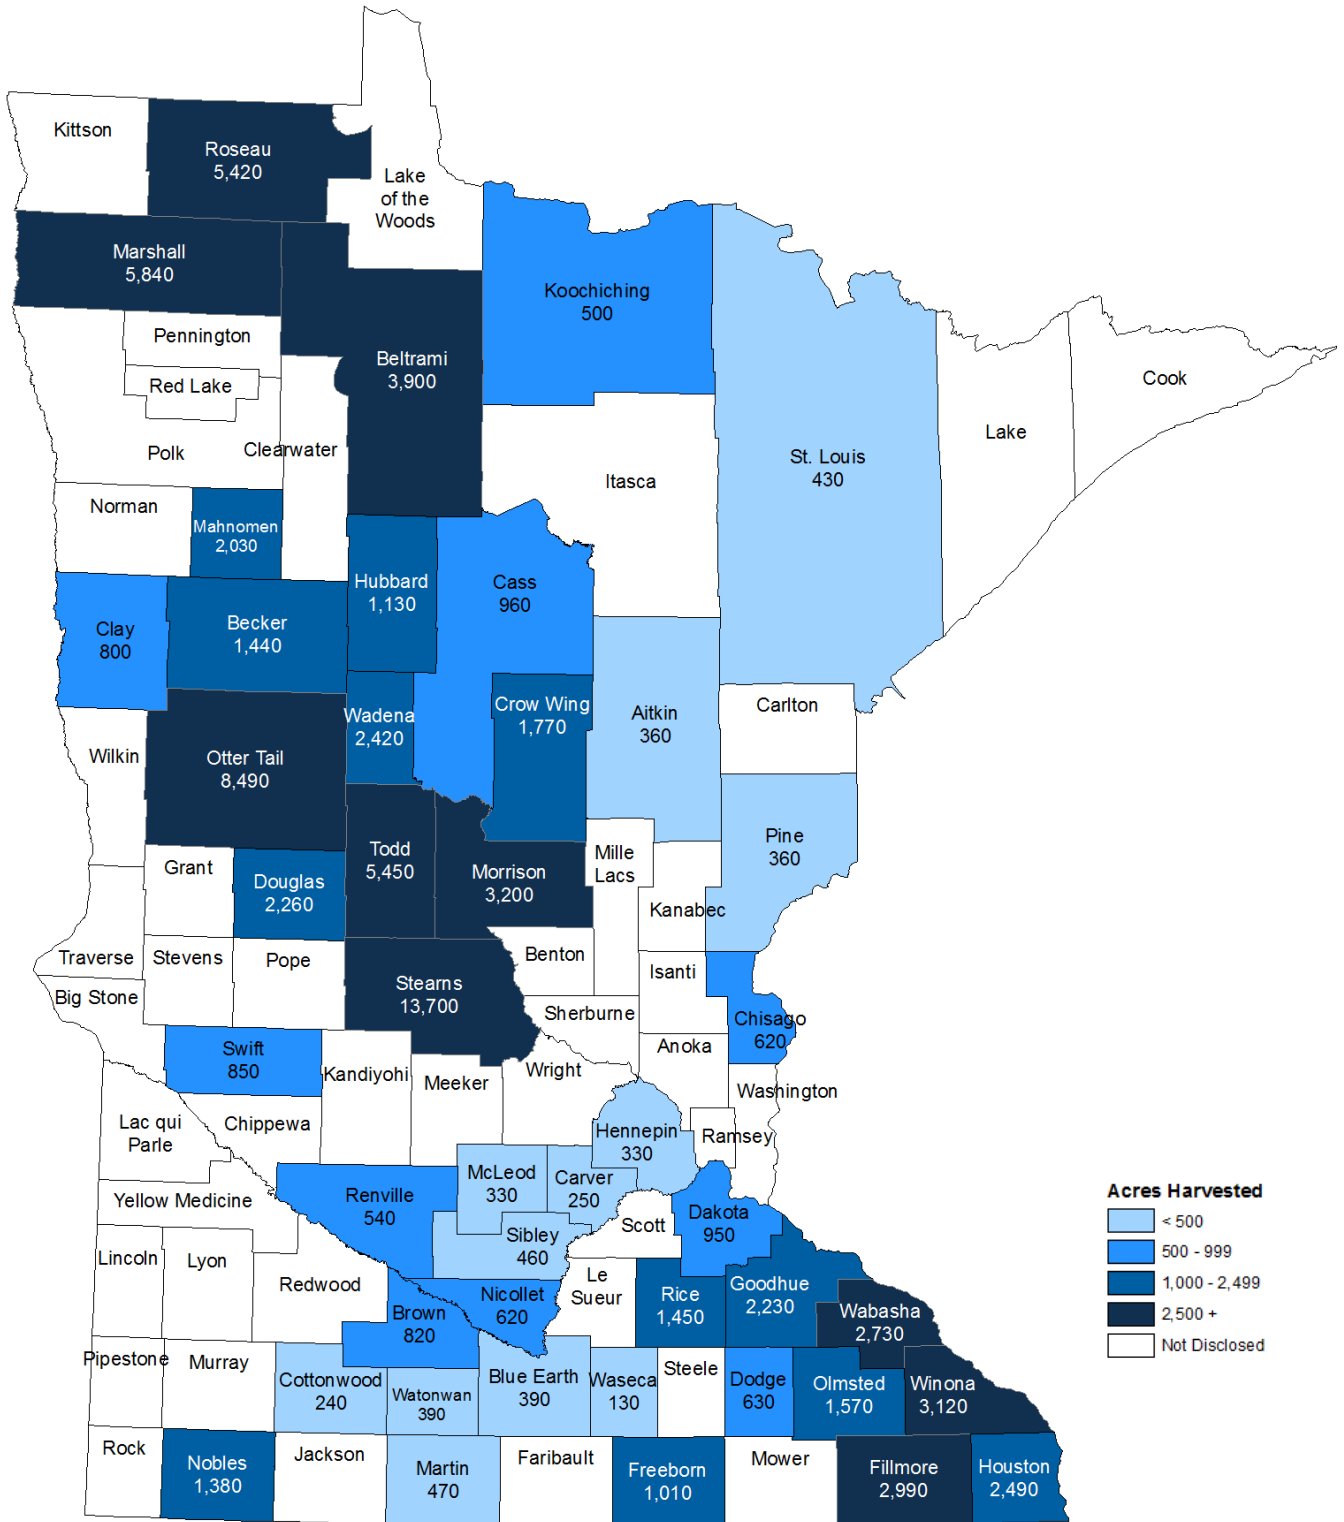 Kittson
Roseau
5,420
Lake
of the
Woods
Marshall
5,840
Koochiching
500
Pennington
Beltrami
3,900
Red Lake
Cook
Lake
Polk
Clearwater
St. Louis
430
Itasca
Norman
Mahnomen
2,030
Hubbard
1,130
Cass
960
Clay
800
Becker
1,440
Wadena
2,420
Crow Wing
1,770
Aitkin
360
Carlton
Wilkin
Otter Tail
8,490
Todd
5,450
Morrison
3,200
Mille
Lacs
Pine
360
Grant
Douglas
2,260
Kanabec
Traverse
Stevens
Pope
Benton
Isanti
Big Stone
Stearns
13,700
Sherburne
Chisago
620
Swift
850
Anoka
Kandiyohi
Meeker
Wright
Washington
Lac qui
Parle
Chippewa
Hennepin
330
Ramsey
Yellow Medicine
Renville
540
McLeod
330
Carver
250
Acres Harvested
< 500
500 - 999
1,000 - 2,499
2,500 +
Not Disclosed
Scott
Dakota
950
Sibley
460
Lincoln
Lyon
Redwood
Brown
820
Nicollet
620
Le
Sueur
Rice
1,450
Goodhue
2,230
Wabasha
2,730
Pipestone
Murray
Cottonwood
240
Watonwan
390
Blue Earth
390
Waseca
130
Steele
Dodge
630
Olmsted
1,570
Winona
3,120
Rock
Nobles
1,380
Jackson
Martin
470
Faribault
Freeborn
1,010
Mower
Fillmore
2,990
Houston
2,490